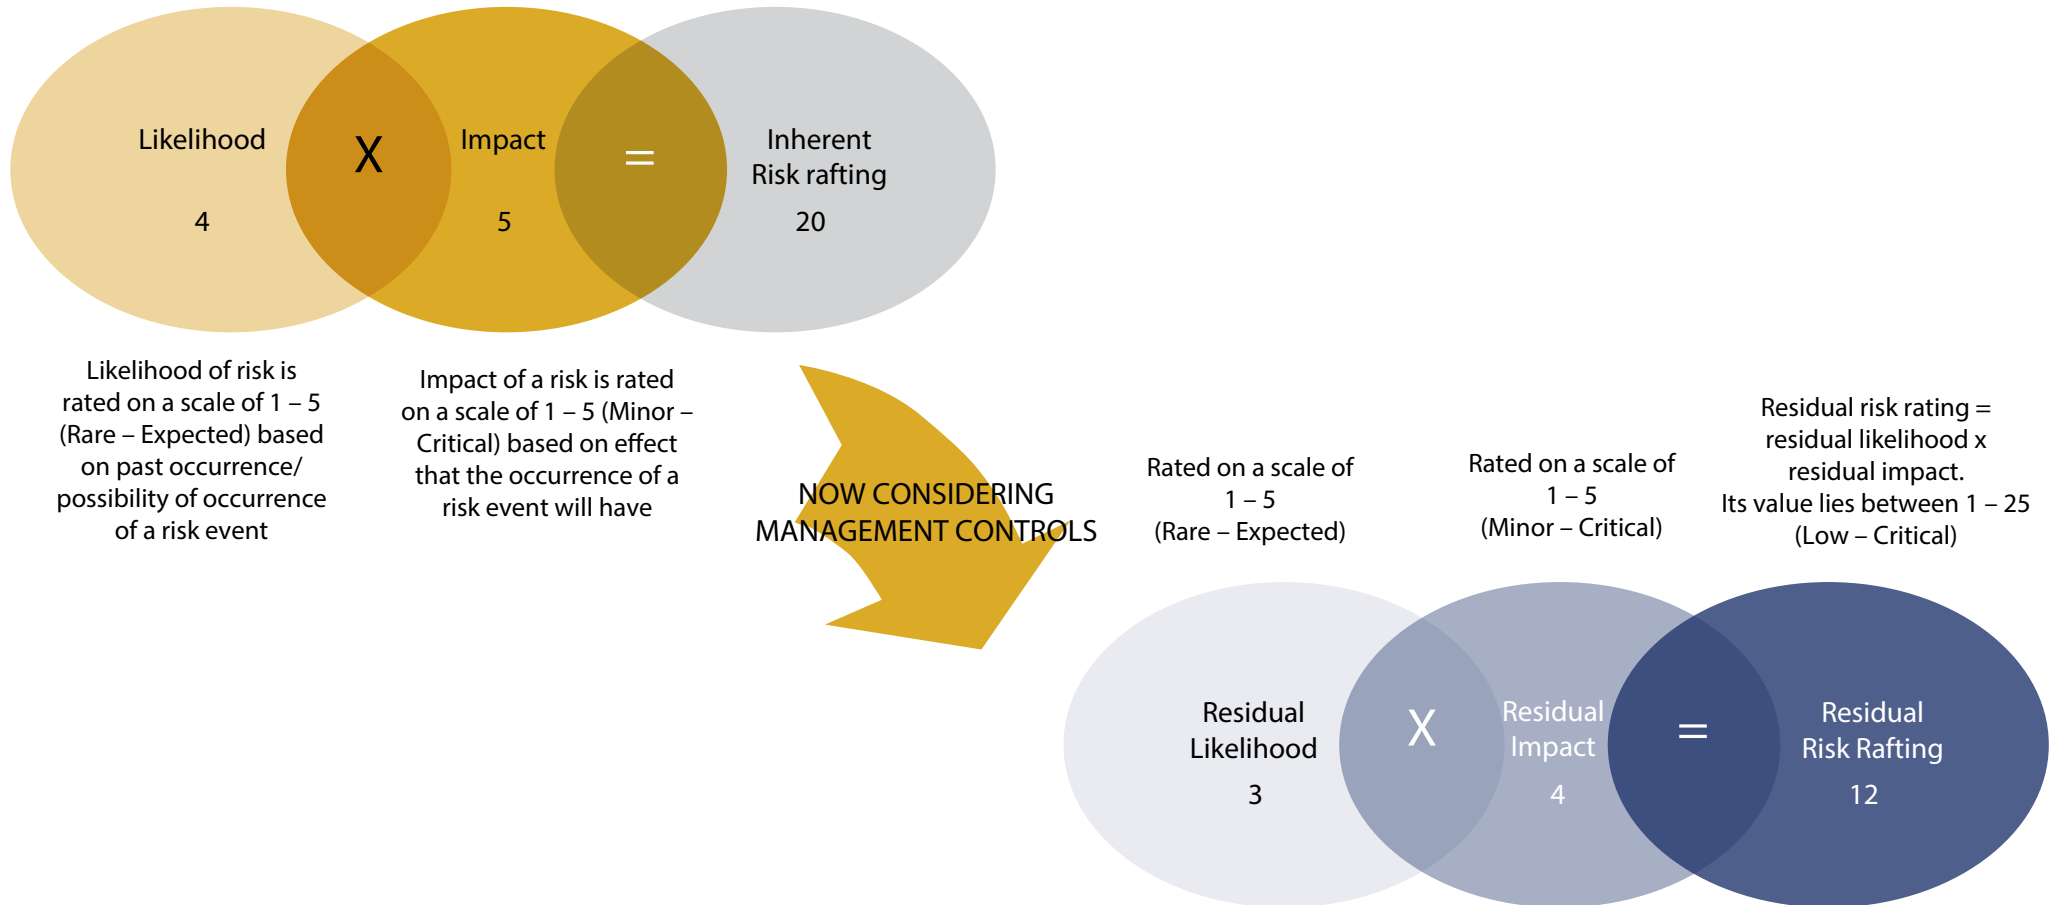 Likelihood
4
X
Impact
5
=
Inherent
Risk rafting
20
Likelihood of risk is
rated on a scale of 1 – 5
(Rare – Expected) based
on past occurrence/
possibility of occurrence
of a risk event
Impact of a risk is rated
on a scale of 1 – 5 (Minor –
Critical) based on effect
that the occurrence of a
risk event will have
NOW CONSIDERING
MANAGEMENT CONTROLS
Rated on a scale of
1 – 5
(Rare – Expected)
Rated on a scale of
1 – 5
(Minor – Critical)
Residual risk rating =
residual likelihood x
residual impact.
Its value lies between 1 – 25
(Low – Critical)
Residual
Likelihood
3
X
Residual
Impact
4
=
Residual
Risk Rafting
12